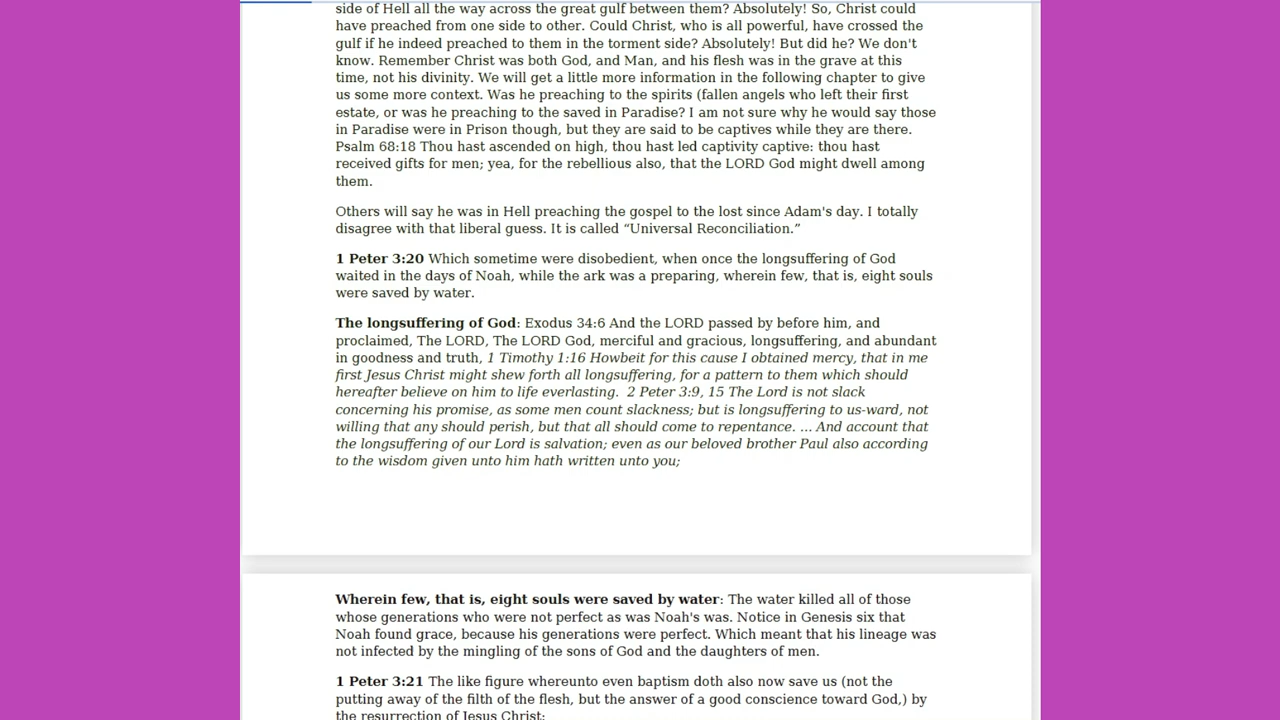 side of Hell all the way across the great gulf between them? Absolutely! So, Christ could
have preached from one side to other. Could Christ, who is all powerful, have crossed the
gulf if he indeed preached to them in the torment side? Absolutely! But did he? We don't
know. Remember Christ was both God, and Man, and his flesh was in the grave at this
time, not his divinity. We will get a little more information in the following chapter to give
us some more context. Was he preaching to the spirits (fallen angels who left their first
estate, or was he preaching to the saved in Paradise? I am not sure why he would say those
in Paradise were in Prison though, but they are said to be captives while they are there.
Psalm 68:18 Thou hast ascended on high, thou hast led captivity captive: thou hast
received gifts for men; yea, for the rebellious also, that the LORD God might dwell among
them.
Others will say he was in Hell preaching the gospel to the lost since Adam's day. I totally
disagree with that liberal guess. It is called “Universal Reconciliation.”
1 Peter 3:20 Which sometime were disobedient, when once the longsuffering of God
waited in the days of Noah, while the ark was a preparing, wherein few, that is, eight souls
were saved by water.
The longsuffering of God: Exodus 34:6 And the LORD passed by before him, and
proclaimed, The LORD, The LORD God, merciful and gracious, longsuffering, and abundant
in goodness and truth, 1 Timothy 1:16 Howbeit for this cause I obtained mercy, that in me
first Jesus Christ might shew forth all longsuffering, for a pattern to them which should
hereafter believe on him to life everlasting. 2 Peter 3:9, 15 The Lord is not slack
concerning his promise, as some men count slackness; but is longsuffering to us-ward, not
willing that any should perish, but that all should come to repentance. ... And account that
the longsuffering of our Lord is salvation; even as our beloved brother Paul also according
to the wisdom given unto him hath written unto you;
Wherein few, that is, eight souls were saved by water: The water killed all of those
whose generations who were not perfect as was Noah's was. Notice in Genesis six that
Noah found grace, because his generations were perfect. Which meant that his lineage was
not infected by the mingling of the sons of God and the daughters of men.
1 Peter 3:21 The like figure whereunto even baptism doth also now save us (not the
putting away of the filth of the flesh, but the answer of a good conscience toward God,) by
the resurrection of Jesus Christ: